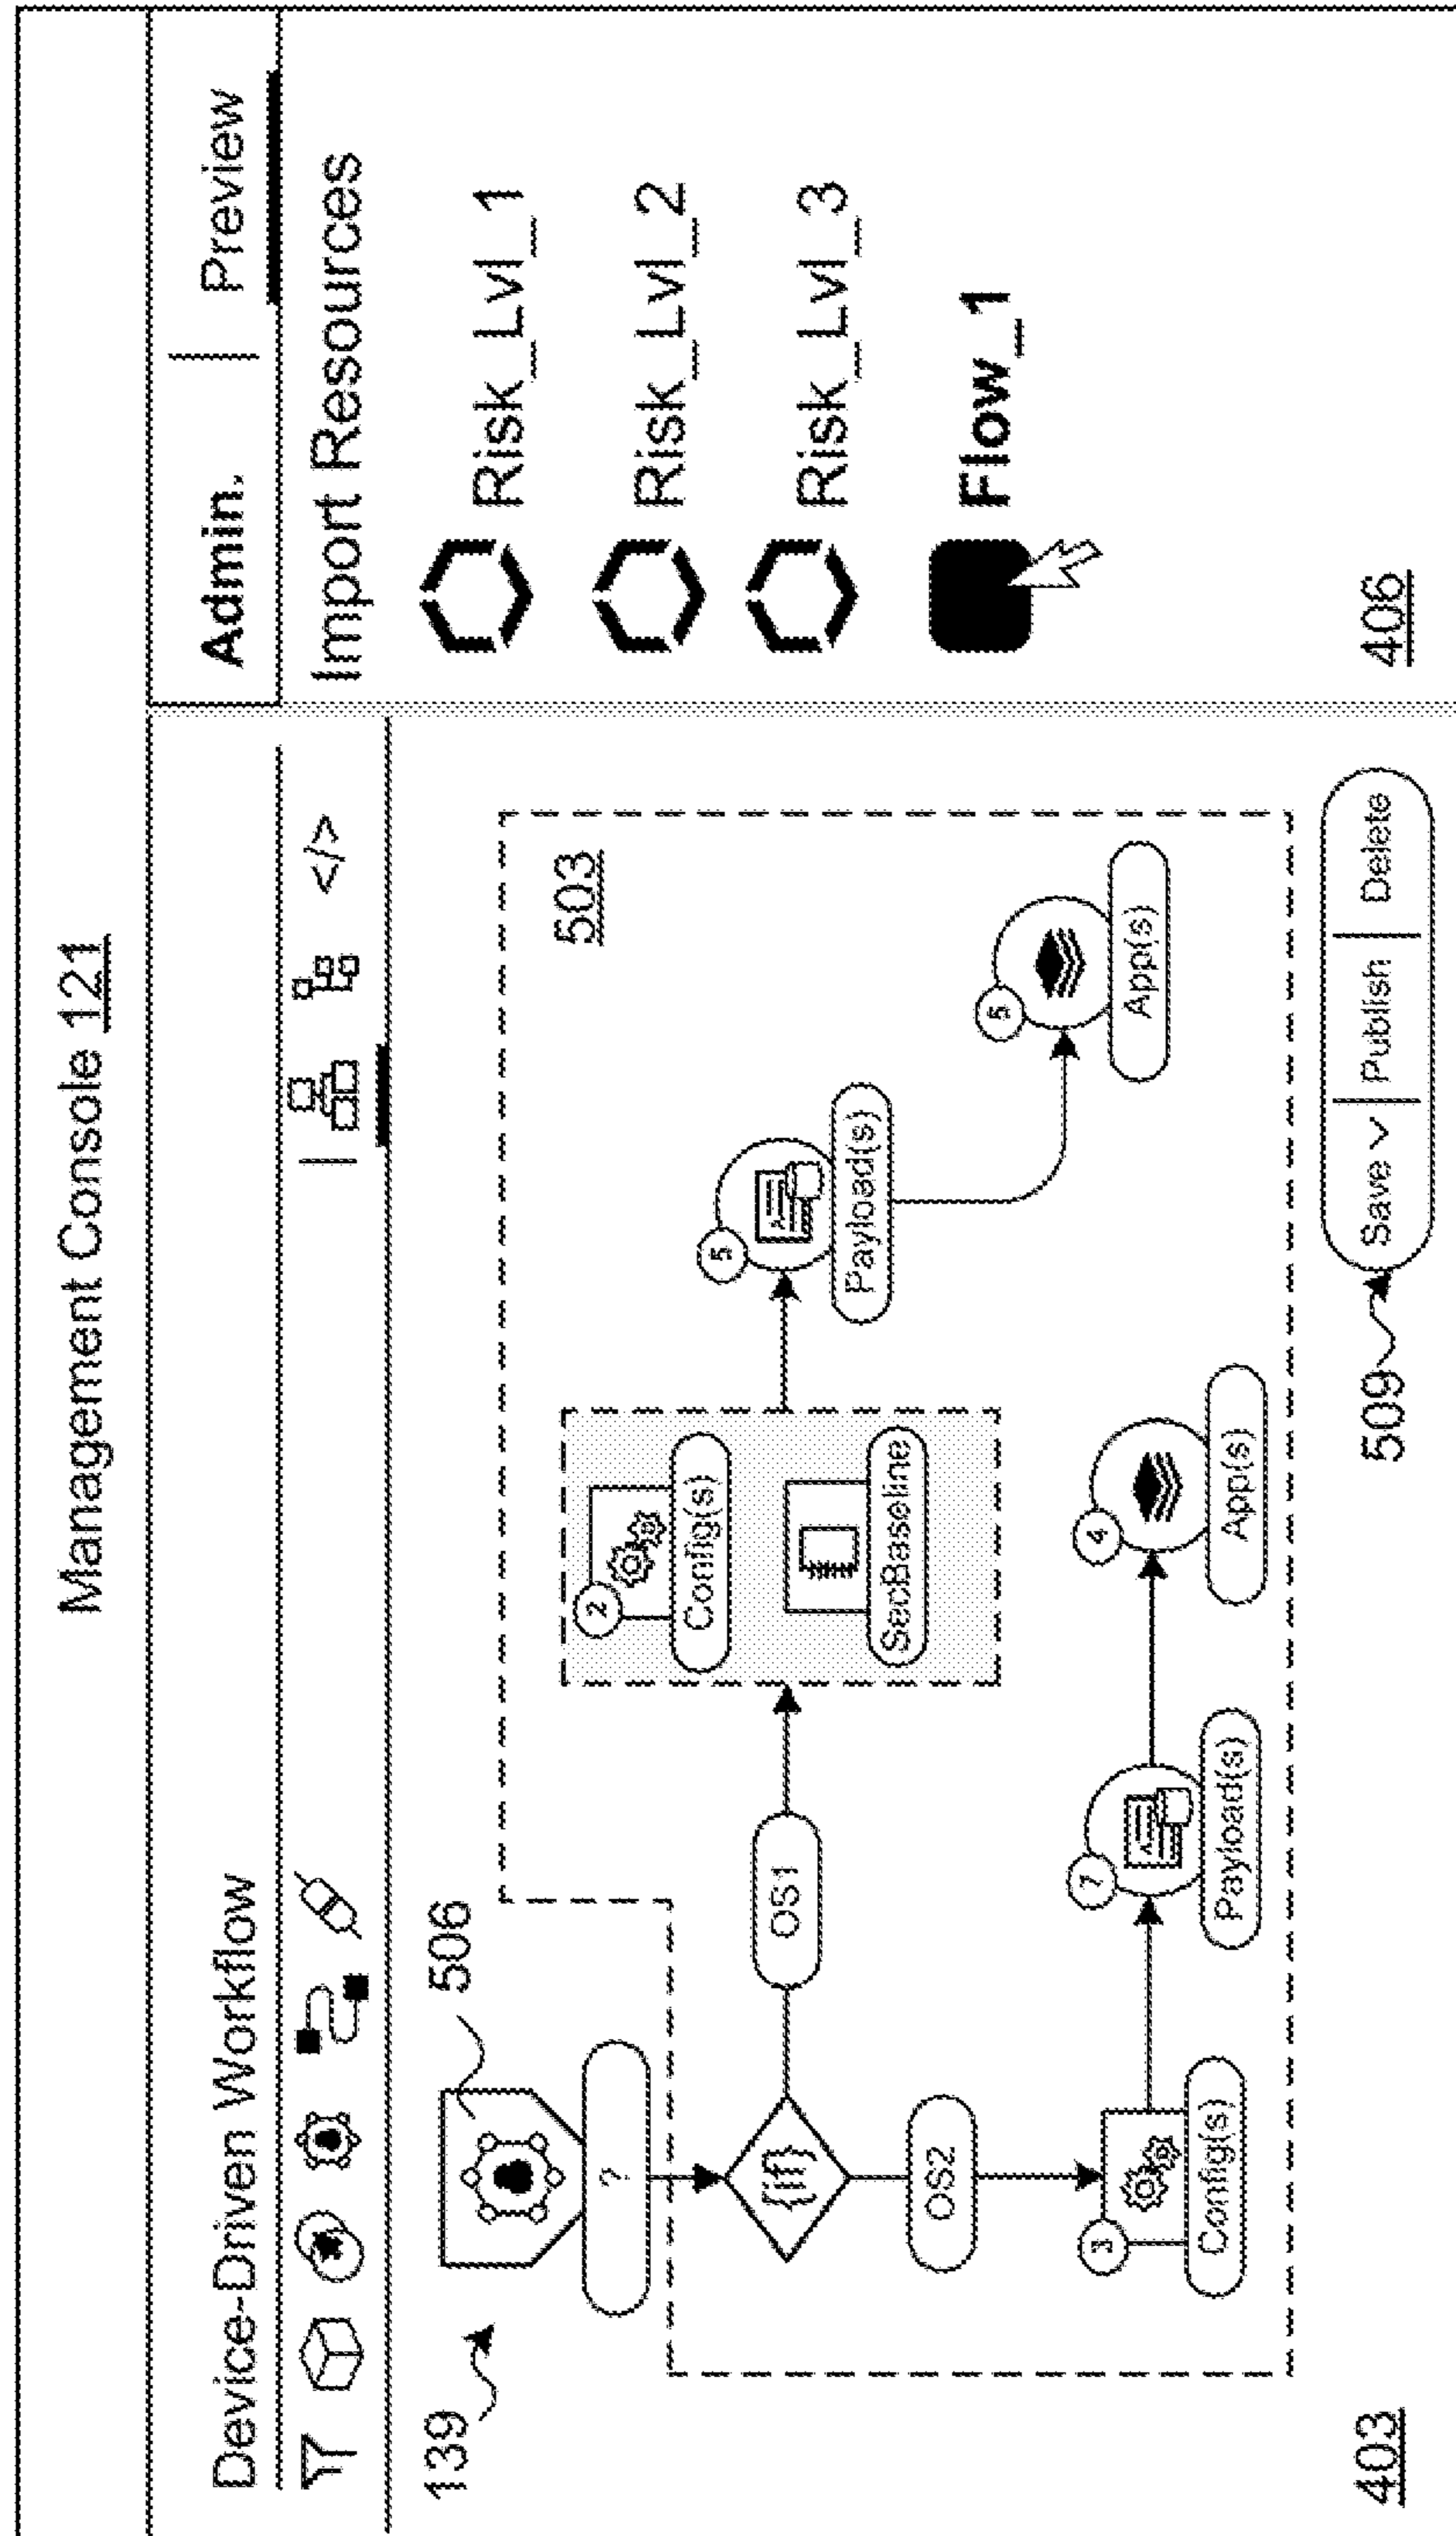 Management Console 121
Device-Driven Workflow
</>
Admin. | Preview
Import Resources
Risk_Lvl_1
Risk_Lvl_2
Risk_Lvl_3
Flow_1
406
139
506
?
{if}
OS1
OS2
503
2
Config(s)
SecBaseline
5
Payload(s)
5
App(s)
3
Config(s)
7
Payload(s)
4
App(s)
403
509
Save | Publish | Delete